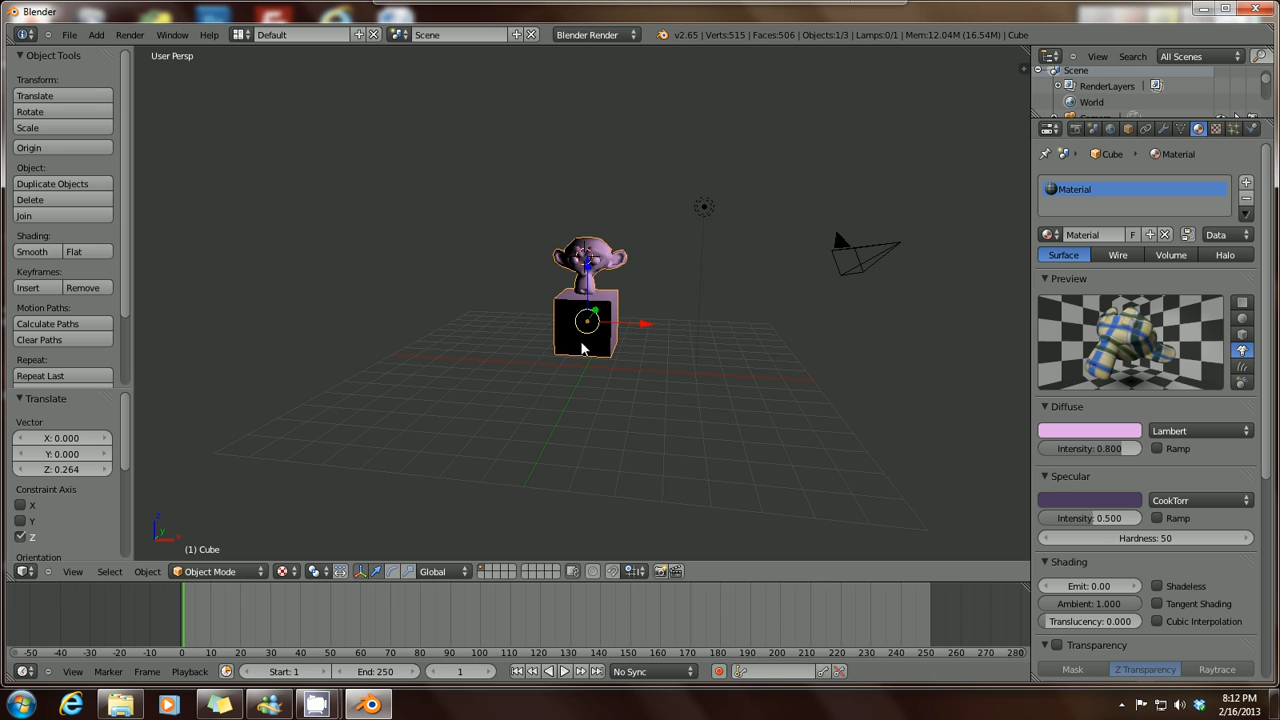 Blender
File Add Render Window Help Default Scene Blender Render v2.65 | Verts:515 | Faces:506 | Objects:1/3 | Lamps:0/1 | Mem:12.04M (16.54M) | Cube
Object Tools
Transform:
Translate
Rotate
Scale
Origin
Object:
Duplicate Objects
Delete
Join
Shading:
Smooth Flat
Keyframes:
Insert Remove
Motion Paths:
Calculate Paths
Clear Paths
Repeat:
Repeat Last
Translate
Vector
X: 0.000
Y: 0.000
Z: 0.264
Constraint Axis
X
Y
Z
Orientation
User Persp
z
y
x
(1) Cube
View Search All Scenes
Scene
RenderLayers
World
Cube Material
Material
Material F Data
Surface Wire Volume Halo
Preview
Diffuse
Lambert
Intensity: 0.800 Ramp
Specular
CookTorr
Intensity: 0.500 Ramp
Hardness: 50
Shading
Emit: 0.00 Shadeless
Ambient: 1.000 Tangent Shading
Translucency: 0.000 Cubic Interpolation
Transparency
Mask Z Transparency Raytrace
View Select Object Object Mode Global
-50 -40 -30 -20 -10 0 10 20 30 40 50 60 70 80 90 100 110 120 130 140 150 160 170 180 190 200 210 220 230 240 250 260 270 280
View Marker Frame Playback Start: 1 End: 250 1 No Sync
8:12 PM
2/16/2013